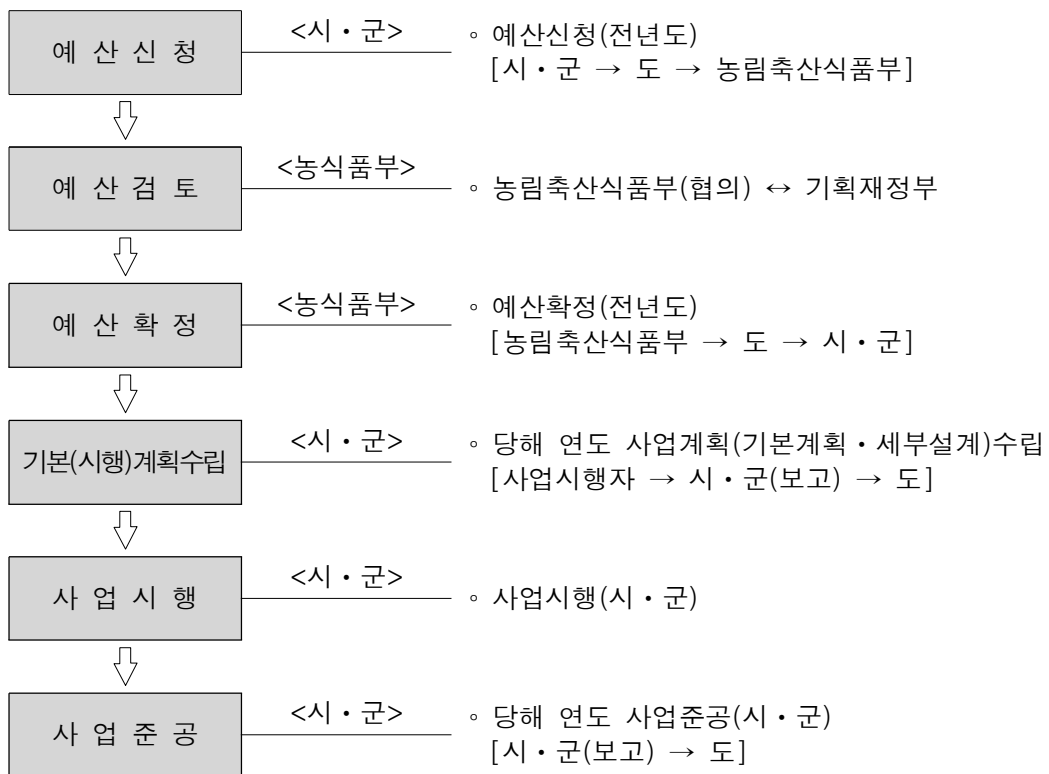 예 산 신 청
<시・군>
◦ 예산신청(전년도)
[시・군 → 도 → 농림축산식품부]
예 산 검 토
<농식품부>
◦ 농림축산식품부(협의) ↔ 기획재정부
예 산 확 정
<농식품부>
◦ 예산확정(전년도)
[농림축산식품부 → 도 → 시・군]
기본(시행)계획수립
<시・군>
◦ 당해 연도 사업계획(기본계획・세부설계)수립
[사업시행자 → 시・군(보고) → 도]
사 업 시 행
<시・군>
◦ 사업시행(시・군)
사 업 준 공
<시・군>
◦ 당해 연도 사업준공(시・군)
[시・군(보고) → 도]